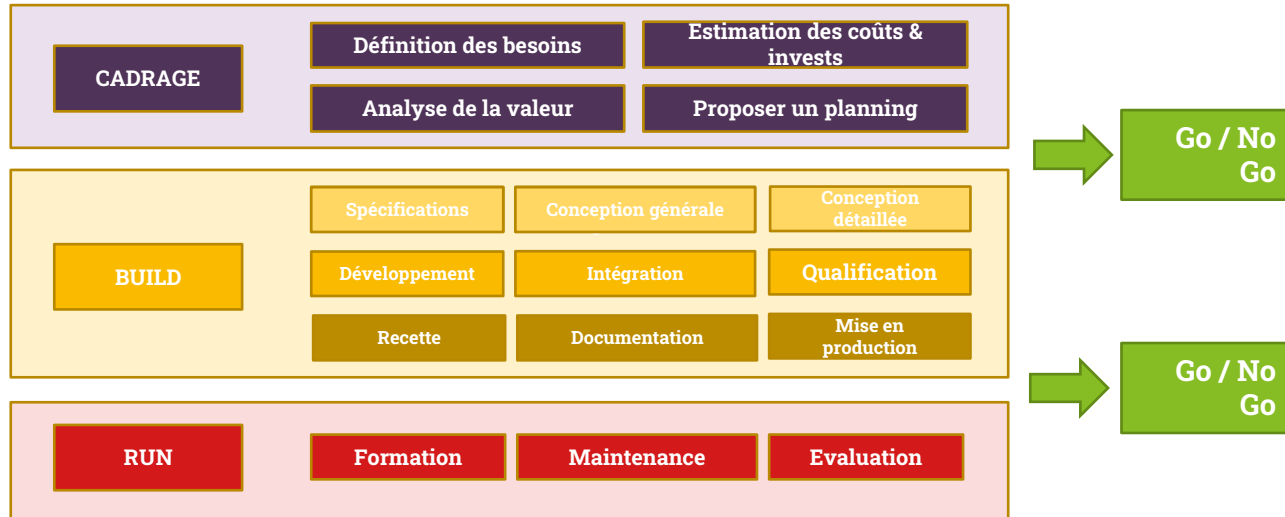 CADRAGE
Définition des besoins
Estimation des coûts &
invests
Analyse de la valeur
Proposer un planning
Go / No
Go
BUILD
Spécifications
Conception générale
Conception
détaillée
Développement
Intégration
Qualification
Recette
Documentation
Mise en
production
Go / No
Go
RUN
Formation
Maintenance
Evaluation